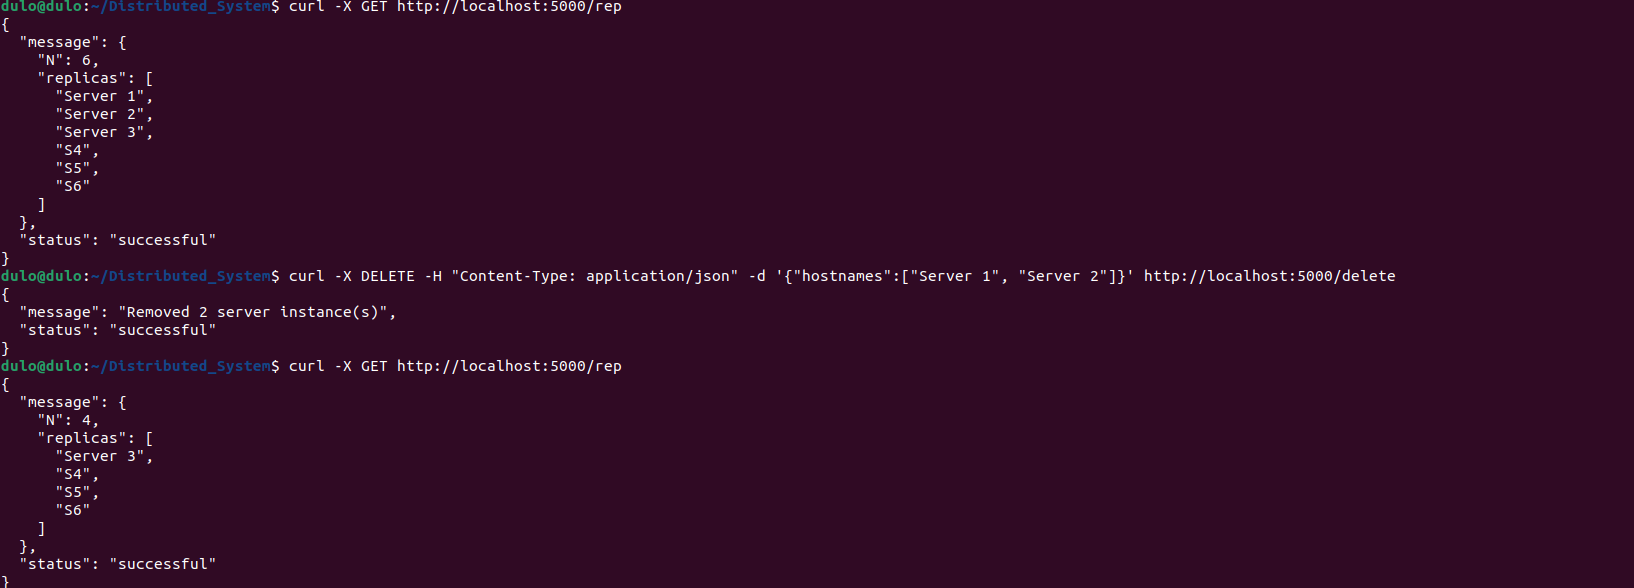 dulo@dulo:~/Distributed_System$ curl -X GET http://localhost:5000/rep
{
  "message": {
    "N": 6,
    "replicas": [
      "Server 1",
      "Server 2",
      "Server 3",
      "S4",
      "S5",
      "S6"
    ]
  },
  "status": "successful"
}
dulo@dulo:~/Distributed_System$ curl -X DELETE -H "Content-Type: application/json" -d '{"hostnames":["Server 1", "Server 2"]}' http://localhost:5000/delete
{
  "message": "Removed 2 server instance(s)",
  "status": "successful"
}
dulo@dulo:~/Distributed_System$ curl -X GET http://localhost:5000/rep
{
  "message": {
    "N": 4,
    "replicas": [
      "Server 3",
      "S4",
      "S5",
      "S6"
    ]
  },
  "status": "successful"
}